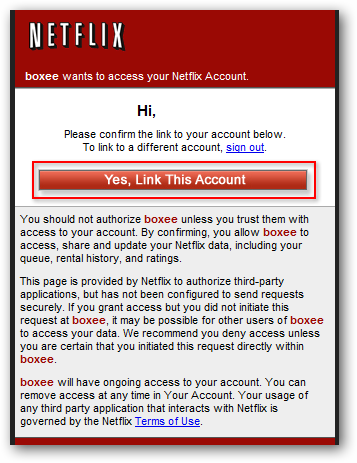 NETFLIX
boxee wants to access your Netflix Account.
Hi,
Please confirm the link to your account below.
To link to a different account, sign out.
Yes, Link This Account
You should not authorize boxee unless you trust them with
access to your account. By confirming, you allow boxee to
access, share and update your Netflix data, including your
queue, rental history, and ratings.
This page is provided by Netflix to authorize third-party
applications, but has not been configured to send requests
securely. If you grant access but you did not initiate this
request at boxee, it may be possible for other users of boxee
to access your data. We recommend you deny access unless
you are certain that you initiated this request directly within
boxee.
boxee will have ongoing access to your account. You can
remove access at any time in Your Account. Your usage of
any third party application that interacts with Netflix is
governed by the Netflix Terms of Use.